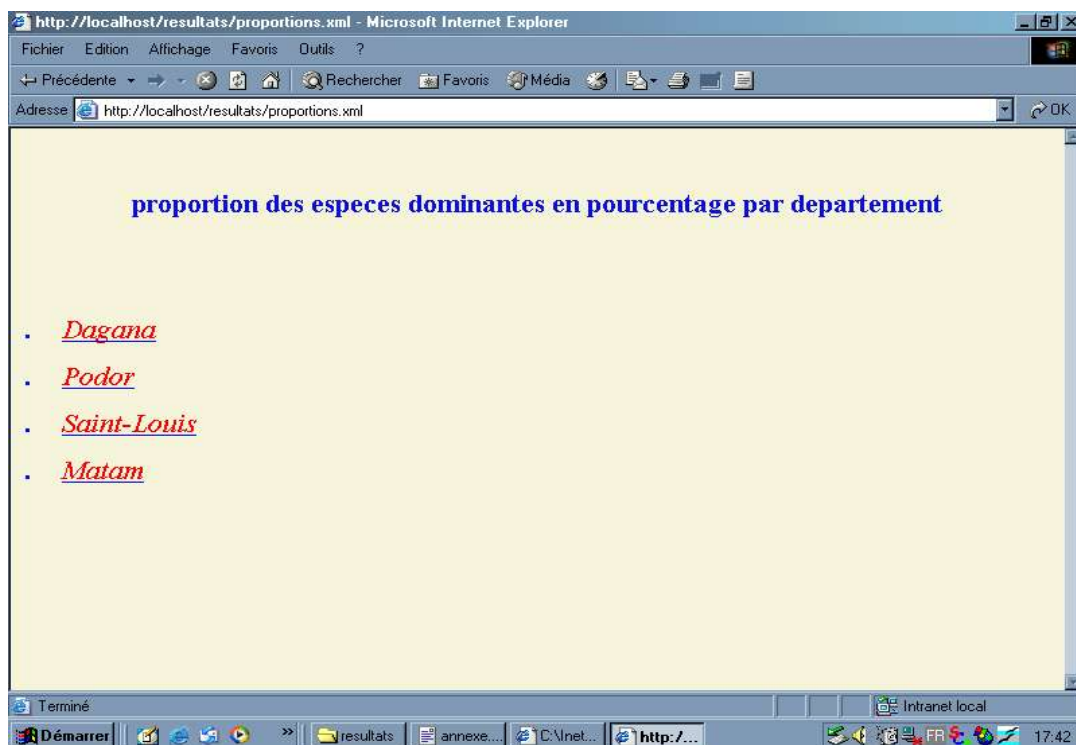 http://localhost/resultats/proportions.xml - Microsoft Internet Explorer
Fichier Edition Affichage Favoris Outils ?
Précédente Rechercher Favoris Média
Adresse http://localhost/resultats/proportions.xml OK
proportion des especes dominantes en pourcentage par departement
. Dagana
. Podor
. Saint-Louis
. Matam
Terminé Intranet local
Démarrer » resultats annexe.... C:\Inet... http:/... FR 17:42